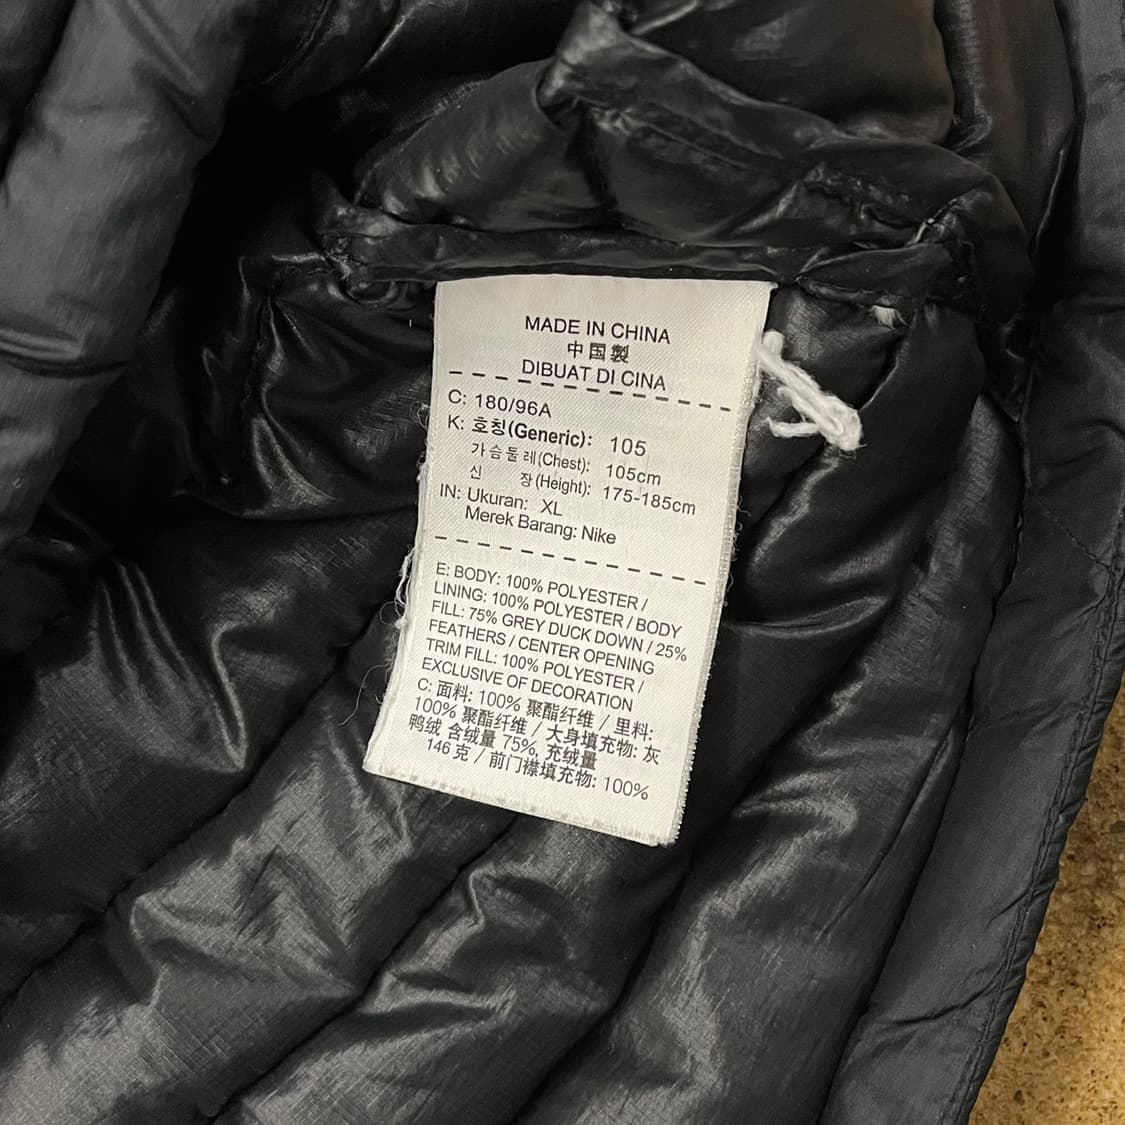 MADE IN CHINA
中国製
DIBUAT DI CINA
C: 180/96A
K: 호칭(Generic): 105
가슴둘레(Chest): 105cm
신 장(Height): 175-185cm
IN: Ukuran: XL
Merek Barang: Nike
E: BODY: 100% POLYESTER /
LINING: 100% POLYESTER / BODY
FILL: 75% GREY DUCK DOWN / 25%
FEATHERS / CENTER OPENING
TRIM FILL: 100% POLYESTER /
EXCLUSIVE OF DECORATION
C: 面料: 100% 聚酯纤维 / 里料:
100% 聚酯纤维 / 大身填充物: 灰
鸭绒 含绒量 75%, 充绒量
146 克 / 前门襟填充物: 100%